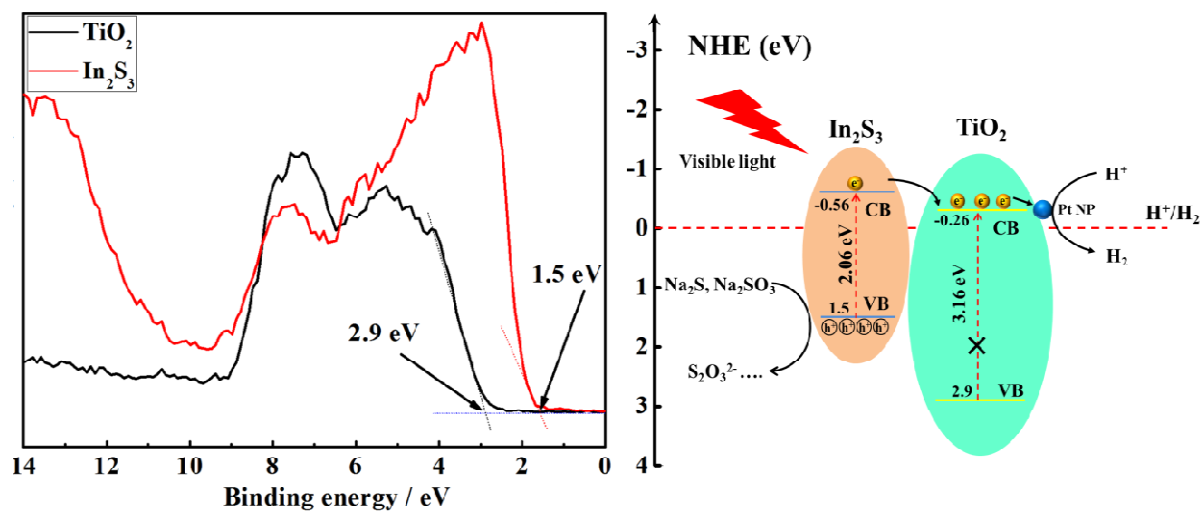 TiO2
In2S3
1.5 eV
2.9 eV
14 12 10 8 6 4 2 0
Binding energy / eV
NHE (eV)
-3
-2
-1
0
1
2
3
4
Visible light
In2S3
TiO2
e-
-0.56
CB
2.06 eV
1.5
VB
h+ h+ h+ h+
Na2S, Na2SO3
S2O32- ....
e- e- e-
-0.26
CB
3.16 eV
2.9
VB
Pt NP
H+
H2
H+/H2